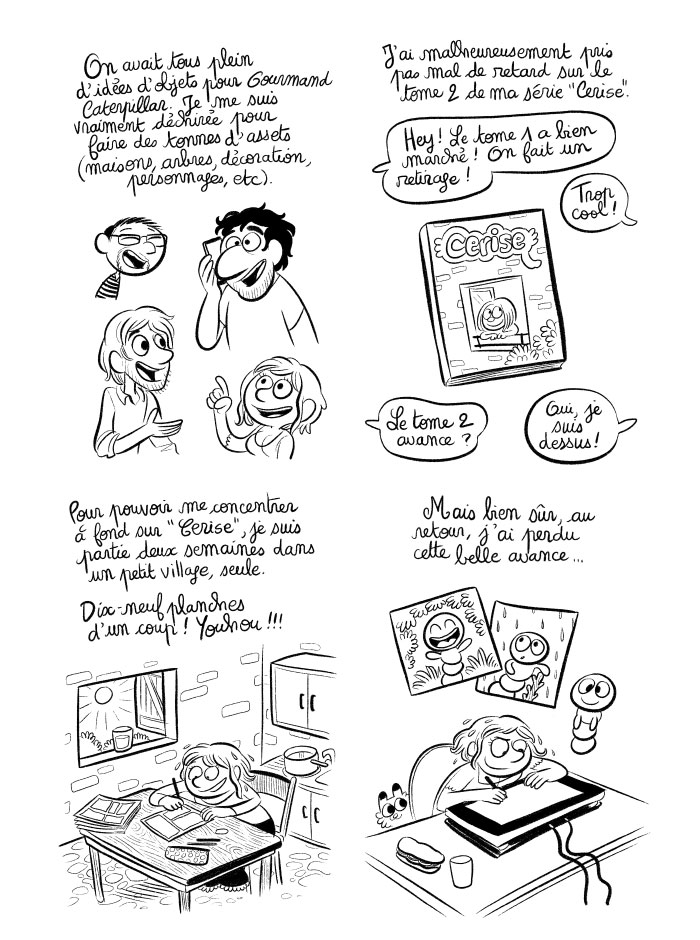 On avait tous plein
d'idées d'objets pour Gourmand
Caterpillar. Je me suis
vraiment déchirée pour
faire des tonnes d'assets
(maisons, arbres, décoration,
personnages, etc).
J'ai malheureusement pris
pas mal de retard sur le
tome 2 de ma série "Cerise".
Hey! Le tome 1 a bien
marché! On fait un
retirage!
Trop
cool!
Cerise
Le tome 2
avance?
Oui, je
suis
dessus!
Pour pouvoir me concentrer
à fond sur "Cerise", je suis
partie deux semaines dans
un petit village, seule.
Dix-neuf planches
d'un coup! Youhou!!!
Mais bien sûr, au
retour, j'ai perdu
cette belle avance...